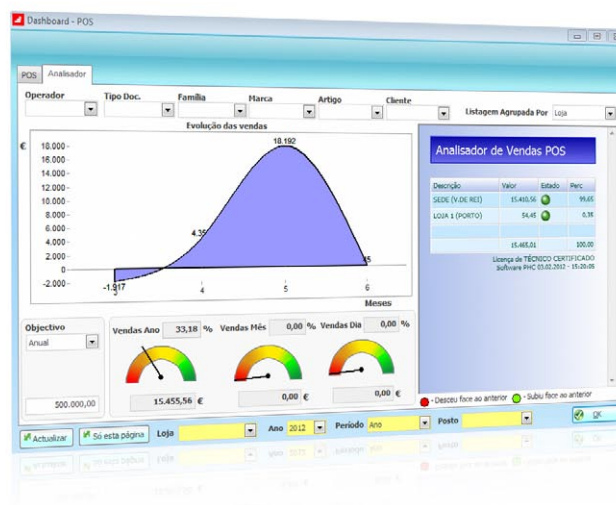 Dashboard - POS
POS Analisador
Operador Tipo Doc. Família Marca Artigo Cliente Listagem Agrupada Por Loja
Evolução das vendas
€
18.000
16.000
14.000
12.000
10.000
8.000
6.000
4.000
2.000
0
-2.000
18.192
4.35
-1.917
3 4 5 6
Meses
Analisador de Vendas POS
Descrição Valor Estado Perc
SEDE (V.DE REI) 15.410,56 99,65
LOJA 1 (PORTO) 54,45 0,35
15.465,01 100,00
Licença de TÉCNICO CERTIFICADO
Software PHC 03.02.2012 - 15:20:06
Objectivo
Anual
500.000,00
Vendas Ano 33,18 % Vendas Mês 0,00 % Vendas Dia 0,00 %
15.455,56 € 0,00 € 0,00 €
- Desceu face ao anterior - Subiu face ao anterior
Actualizar Só esta página Loja Ano 2012 Período Ano Posto OK